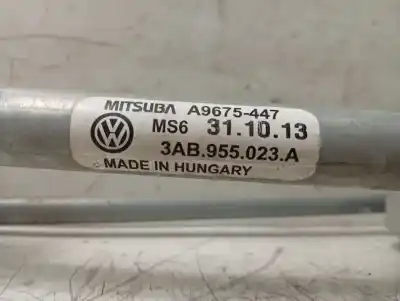 MITSUBA A9675-447
MS6 31.10.13
3AB.955.023.A
MADE IN HUNGARY